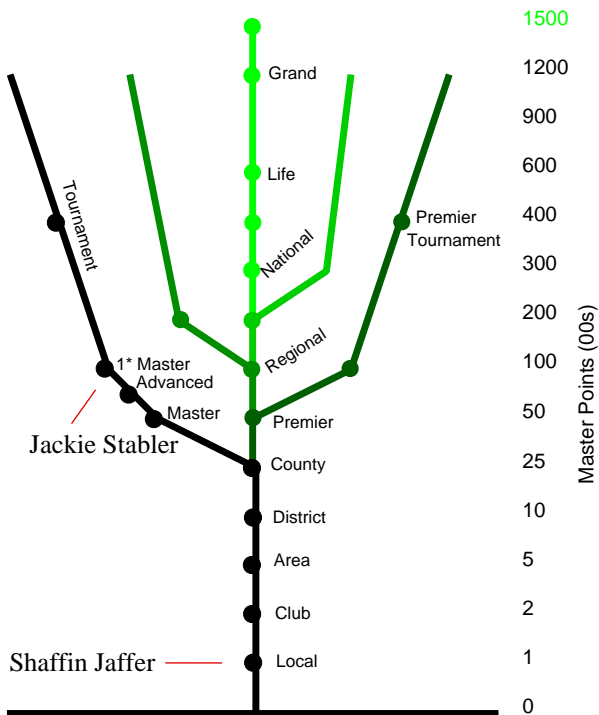 1500
Grand
1200
900
Life
600
Tournament
Premier
Tournament
400
National
300
200
Regional
1* Master
Advanced
100
Master
Premier
50
Jackie Stabler
County
25
Master Points (00s)
District
10
Area
5
Club
2
Shaffin Jaffer
Local
1
0